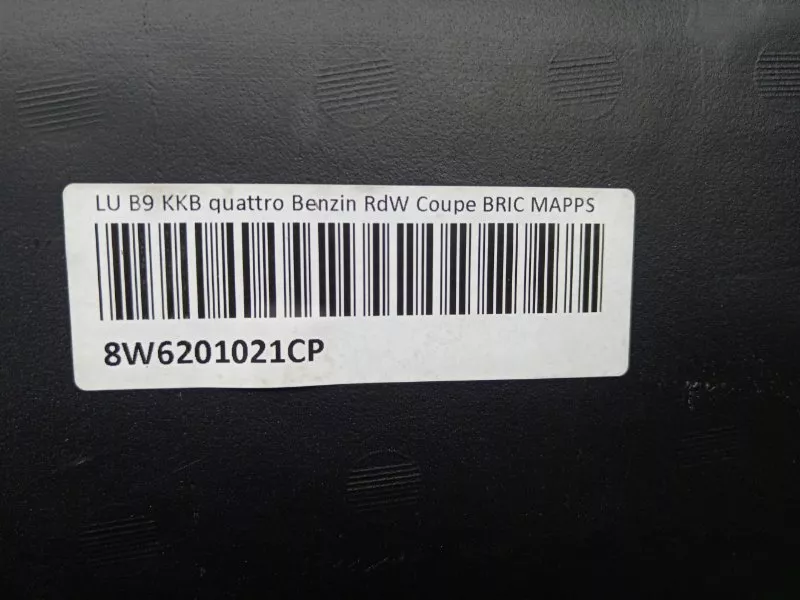 LU B9 KKB quattro Benzin RdW Coupe BRIC MAPPS
8W6201021CP